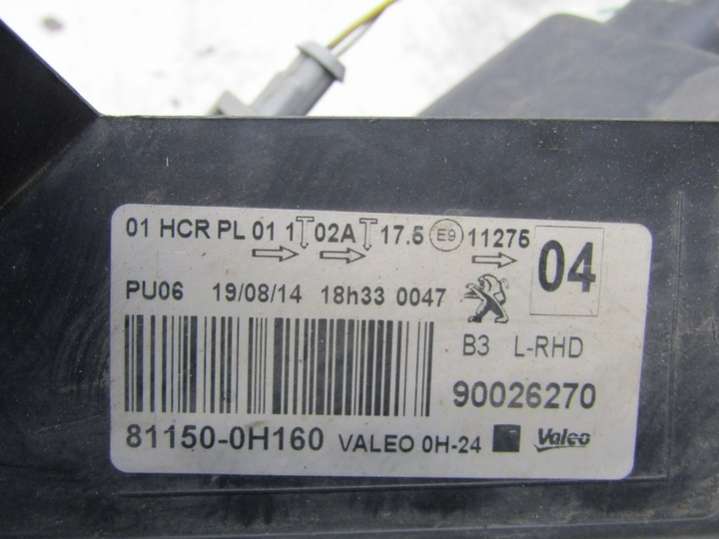 01 HCR PL 01 1 02A 17.5 E9 11275
04
PU06 19/08/14 18h33 0047
B3 L-RHD
90026270
81150-0H160 VALEO 0H-24 Valeo